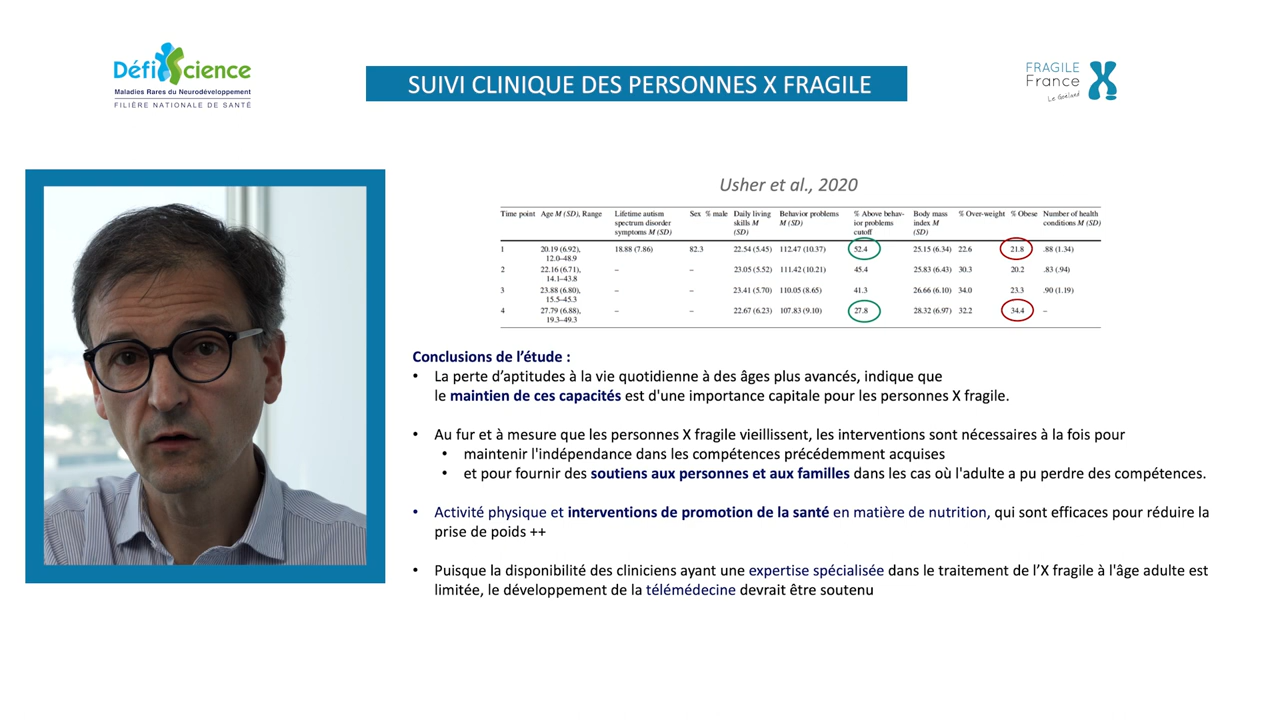 DéfiScience
Maladies Rares du Neurodéveloppement
FILIÈRE NATIONALE DE SANTÉ
SUIVI CLINIQUE DES PERSONNES X FRAGILE
FRAGILE
France
Le Goéland
Usher et al., 2020
Time point Age M (SD), Range Lifetime autism spectrum disorder symptoms M (SD) Sex % male Daily living skills M (SD) Behavior problems M (SD) % Above behav-ior problems cutoff Body mass index M (SD) % Over-weight % Obese Number of health conditions M (SD)
1 20.19 (6.92), 12.0–48.9 18.88 (7.86) 82.3 22.54 (5.45) 112.47 (10.37) 52.4 25.15 (6.34) 22.6 21.8 .88 (1.34)
2 22.16 (6.71), 14.1–43.8 – – 23.05 (5.52) 111.42 (10.21) 45.4 25.83 (6.43) 30.3 20.2 .83 (.94)
3 23.88 (6.80), 15.5–45.3 – – 23.41 (5.70) 110.05 (8.65) 41.3 26.66 (6.10) 34.0 23.3 .90 (1.19)
4 27.79 (6.88), 19.3–49.3 – – 22.67 (6.23) 107.83 (9.10) 27.8 28.32 (6.97) 32.2 34.4 –
Conclusions de l'étude :
• La perte d'aptitudes à la vie quotidienne à des âges plus avancés, indique que
le maintien de ces capacités est d'une importance capitale pour les personnes X fragile.
• Au fur et à mesure que les personnes X fragile vieillissent, les interventions sont nécessaires à la fois pour
• maintenir l'indépendance dans les compétences précédemment acquises
• et pour fournir des soutiens aux personnes et aux familles dans les cas où l'adulte a pu perdre des compétences.
• Activité physique et interventions de promotion de la santé en matière de nutrition, qui sont efficaces pour réduire la
prise de poids ++
• Puisque la disponibilité des cliniciens ayant une expertise spécialisée dans le traitement de l'X fragile à l'âge adulte est
limitée, le développement de la télémédecine devrait être soutenu